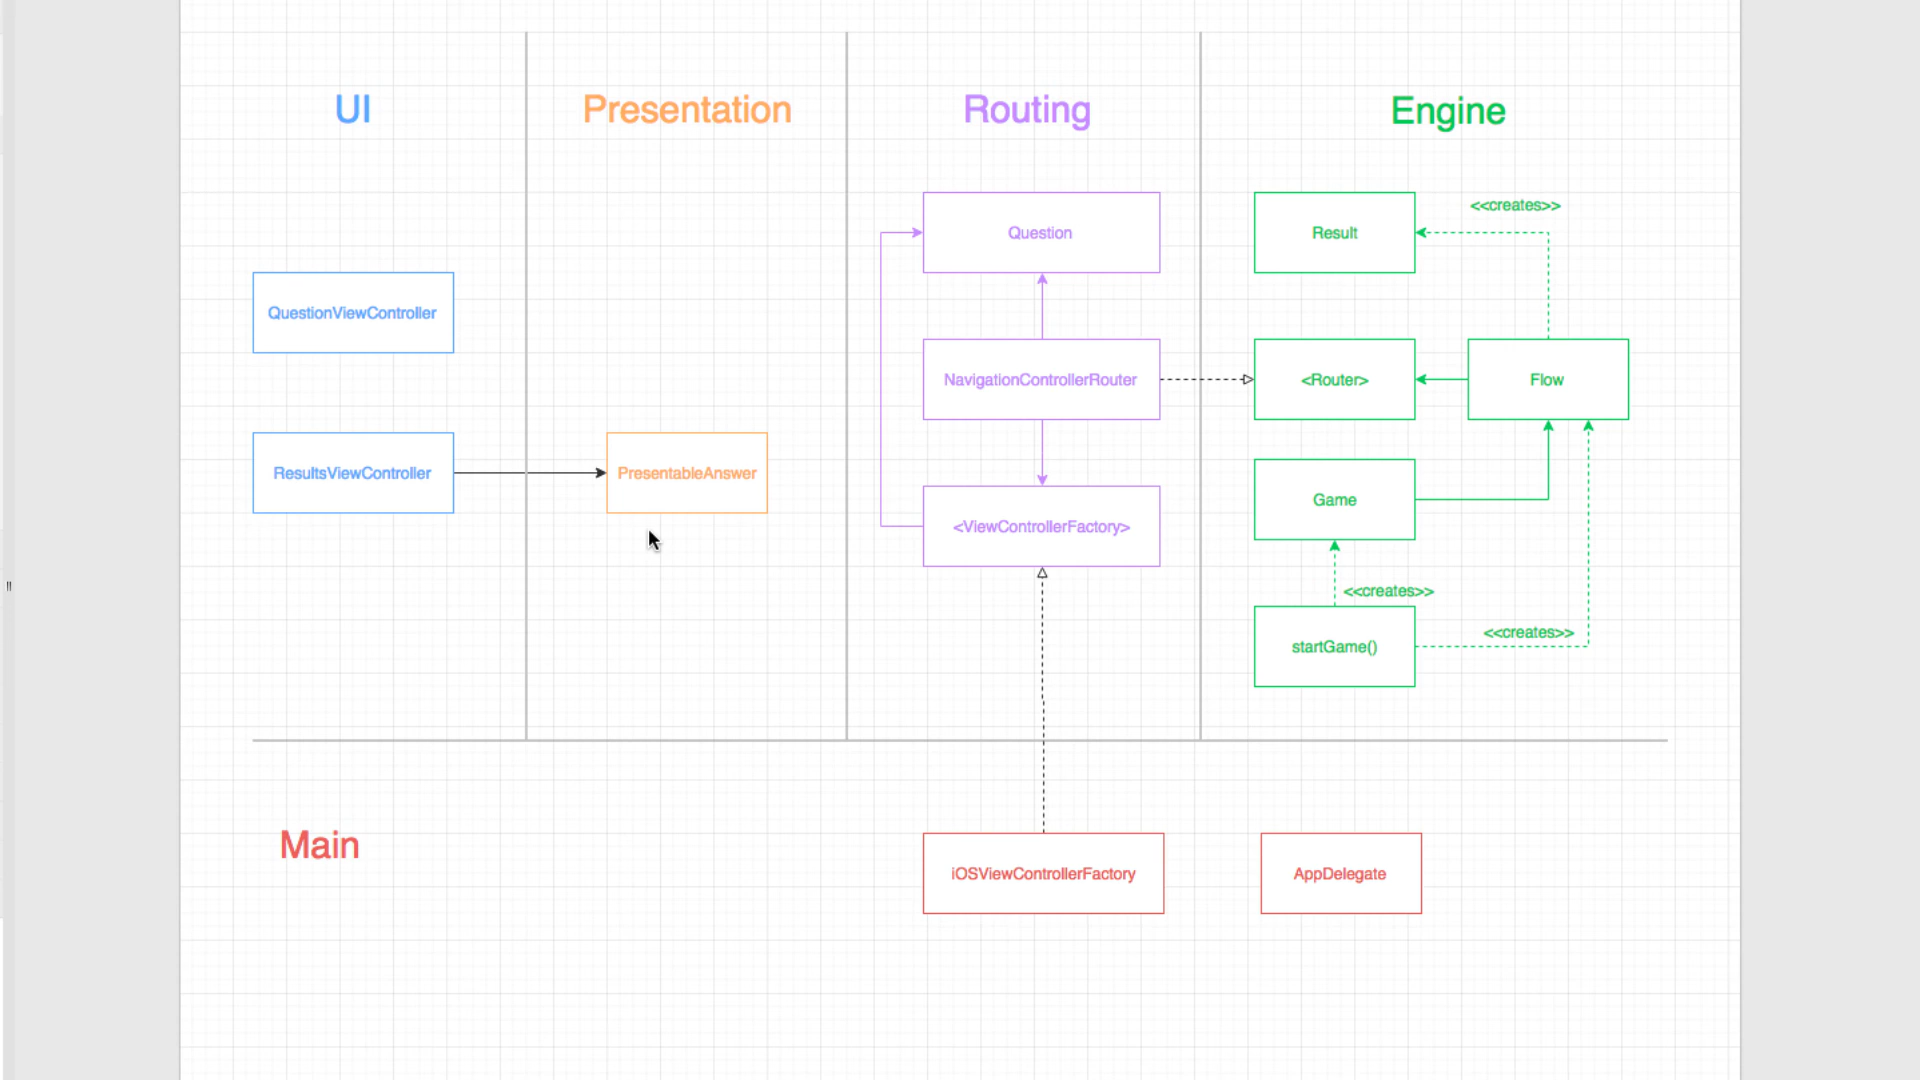 UI
Presentation
Routing
Engine
<<creates>>
Question
Result
QuestionViewController
NavigationControllerRouter
<Router>
Flow
ResultsViewController
PresentableAnswer
Game
<ViewControllerFactory>
<<creates>>
<<creates>>
startGame()
Main
iOSViewControllerFactory
AppDelegate